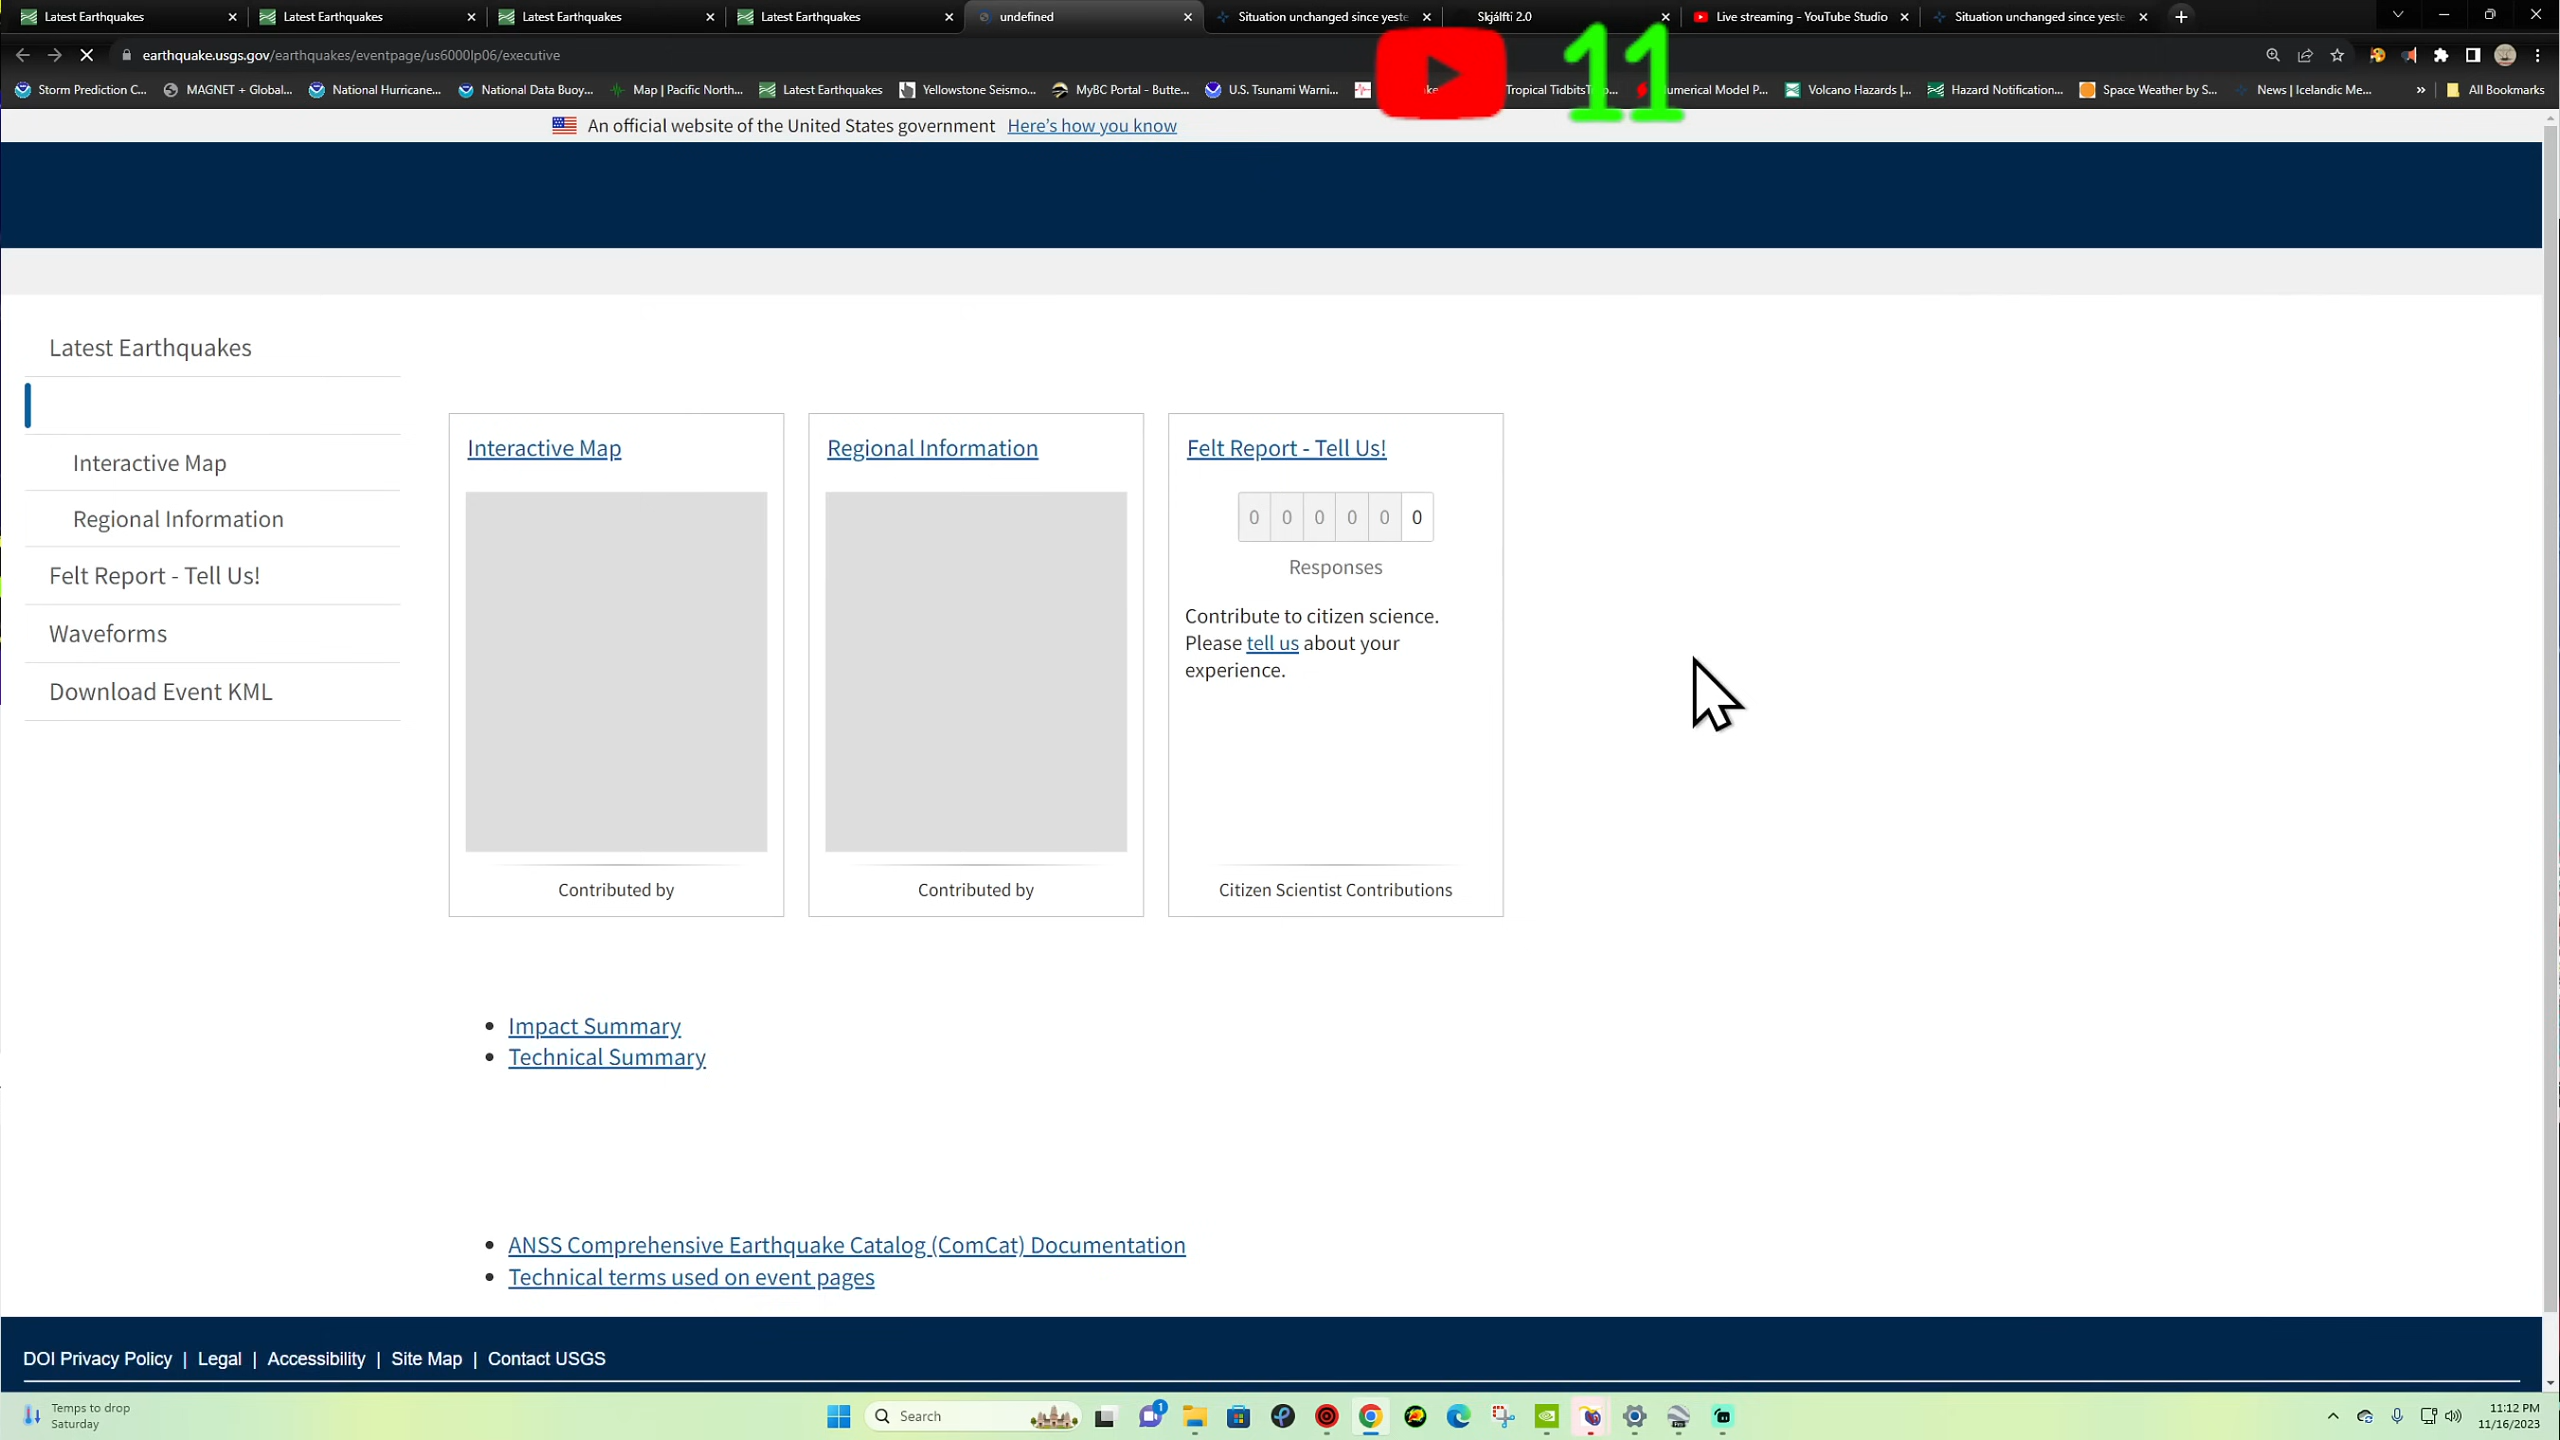 Latest Earthquakes
Latest Earthquakes
Latest Earthquakes
Latest Earthquakes
undefined
Situation unchanged since yeste
Skjálfti 2.0
Live streaming - YouTube Studio
Situation unchanged since yeste
earthquake.usgs.gov/earthquakes/eventpage/us6000lp06/executive
11
Storm Prediction C...
MAGNET + Global...
National Hurricane...
National Data Buoy...
Map | Pacific North...
Latest Earthquakes
Yellowstone Seismo...
MyBC Portal - Butte...
U.S. Tsunami Warni...
Tropical Tidbits
umerical Model P...
Volcano Hazards |...
Hazard Notification...
Space Weather by S...
News | Icelandic Me...
»
All Bookmarks
An official website of the United States government Here's how you know
Latest Earthquakes
Interactive Map
Regional Information
Felt Report - Tell Us!
Waveforms
Download Event KML
Interactive Map
Contributed by
Regional Information
Contributed by
Felt Report - Tell Us!
0 0 0 0 0 0
Responses
Contribute to citizen science.
Please tell us about your
experience.
Citizen Scientist Contributions
Impact Summary
Technical Summary
ANSS Comprehensive Earthquake Catalog (ComCat) Documentation
Technical terms used on event pages
DOI Privacy Policy | Legal | Accessibility | Site Map | Contact USGS
Temps to drop
Saturday
Search
1
11:12 PM
11/16/2023